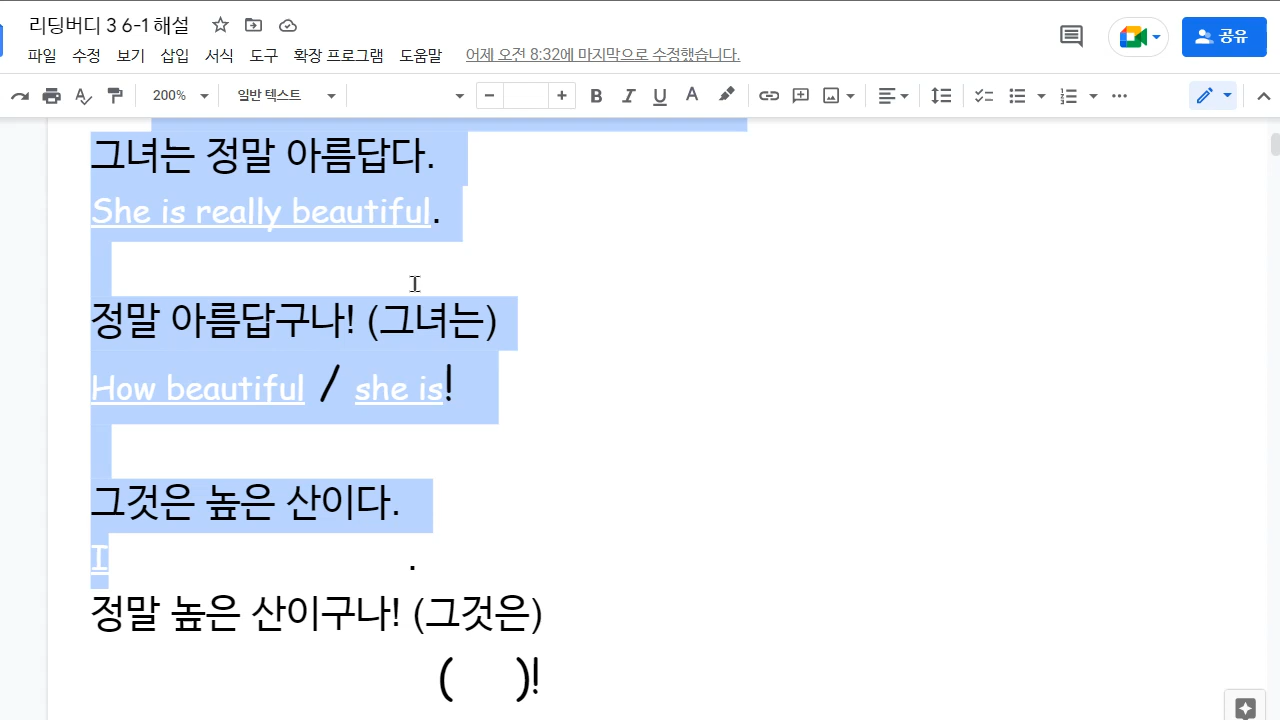 리딩버디 3 6-1 해설
파일 수정 보기 삽입 서식 도구 확장 프로그램 도움말 어제 오전 8:32에 마지막으로 수정했습니다.
공유
200% 일반 텍스트
그녀는 정말 아름답다.
She is really beautiful.
정말 아름답구나! (그녀는)
How beautiful / she is!
그것은 높은 산이다.
I .
정말 높은 산이구나! (그것은)
( )!